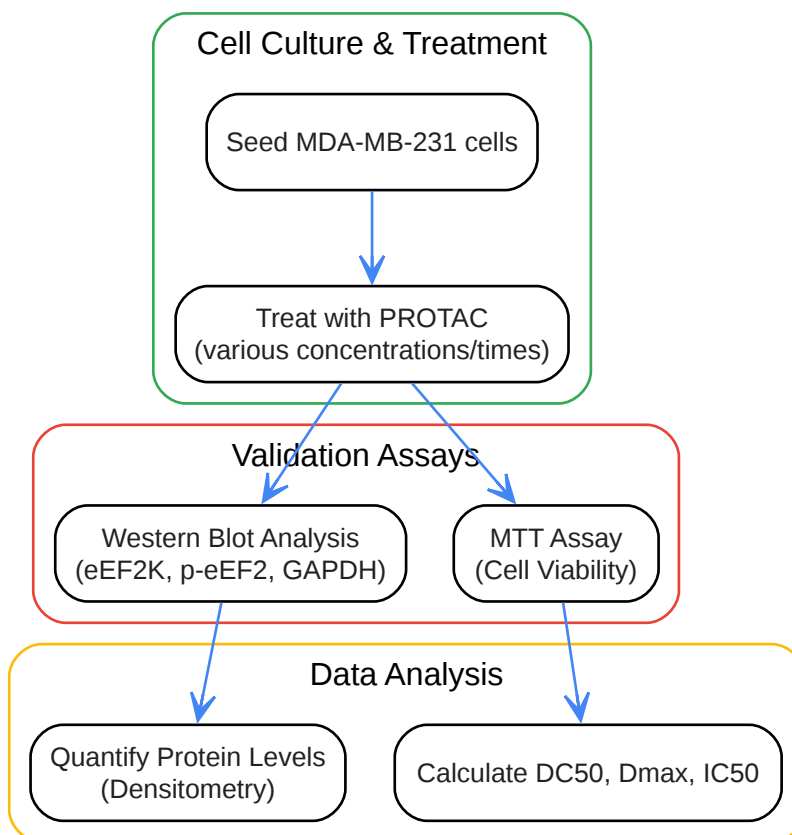 Cell Culture & Treatment
Seed MDA-MB-231 cells
Treat with PROTAC
(various concentrations/times)
Validation Assays
Western Blot Analysis
(eEF2K, p-eEF2, GAPDH)
MTT Assay
(Cell Viability)
Data Analysis
Quantify Protein Levels
(Densitometry)
Calculate DC50, Dmax, IC50